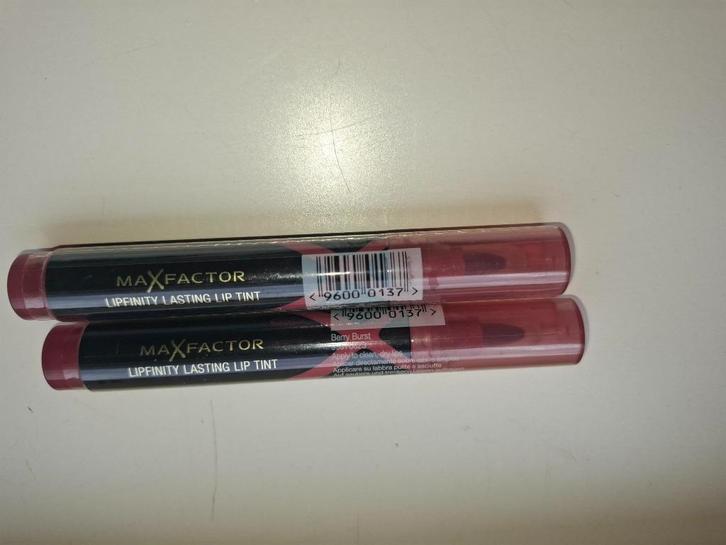 MAXFACTOR
LIPFINITY LASTING LIP TINT
<9600 0137>
MAXFACTOR
LIPFINITY LASTING LIP TINT
<9600 0137>
Berry Burst
Apply to clean, dry lips
Applicare su labbra pulite e asciutte